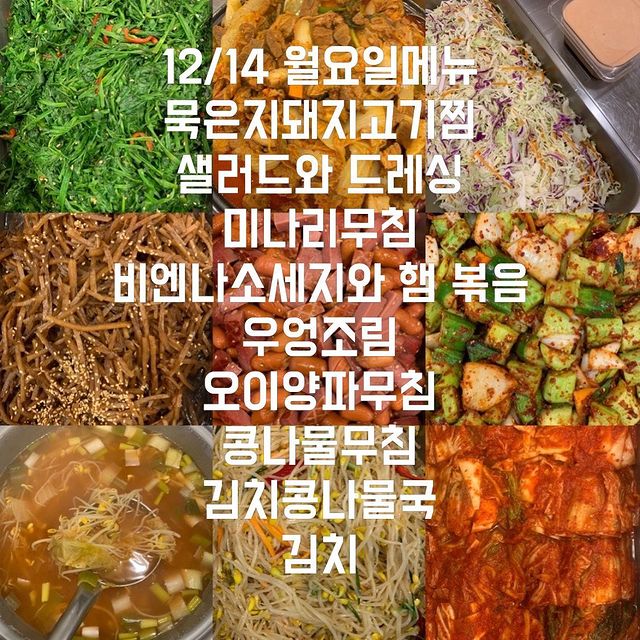 12/14 월요일메뉴
묵은지돼지고기찜
샐러드와 드레싱
미나리무침
비엔나소세지와 햄 볶음
우엉조림
오이양파무침
콩나물무침
김치콩나물국
김치